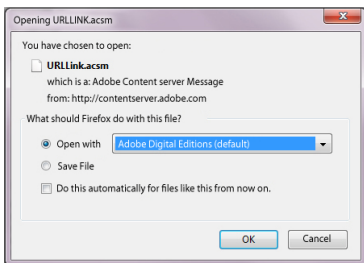 Opening URLLINK.acsm
You have chosen to open:
URLLink.acsm
which is a: Adobe Content server Message
from: http://contentserver.adobe.com
What should Firefox do with this file?
Open with Adobe Digital Editions (default)
Save File
Do this automatically for files like this from now on.
OK Cancel